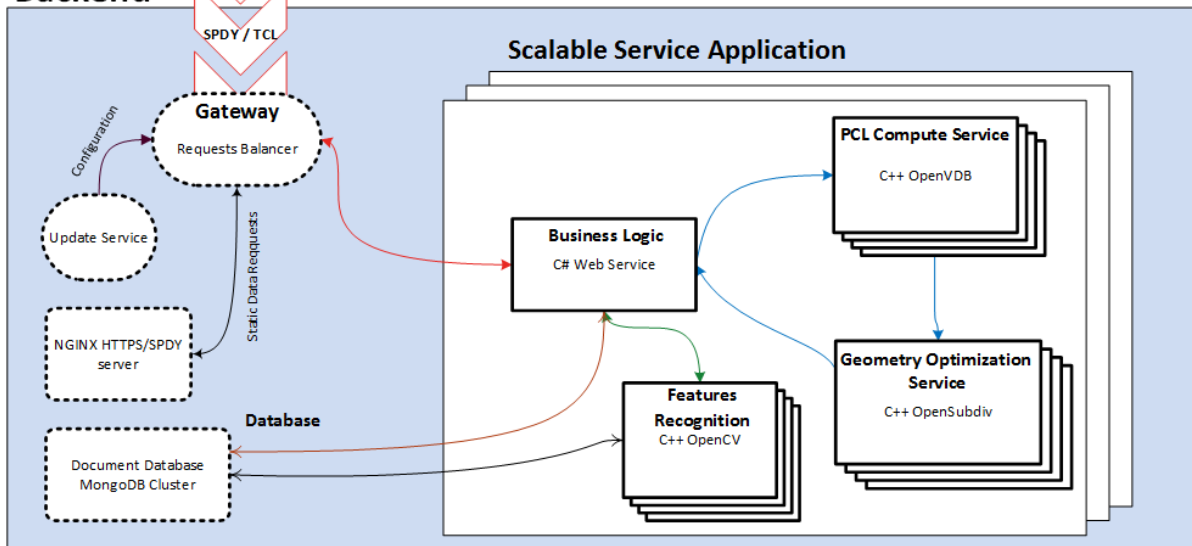 Backend
SPDY / TCL
Scalable Service Application
Gateway
Requests Balancer
Configuration
Update Service
Static Data Requests
NGINX HTTPS/SPDY
server
Database
Document Database
MongoDB Cluster
Business Logic
C# Web Service
Features
Recognition
C++ OpenCV
PCL Compute Service
C++ OpenVDB
Geometry Optimization
Service
C++ OpenSubdiv